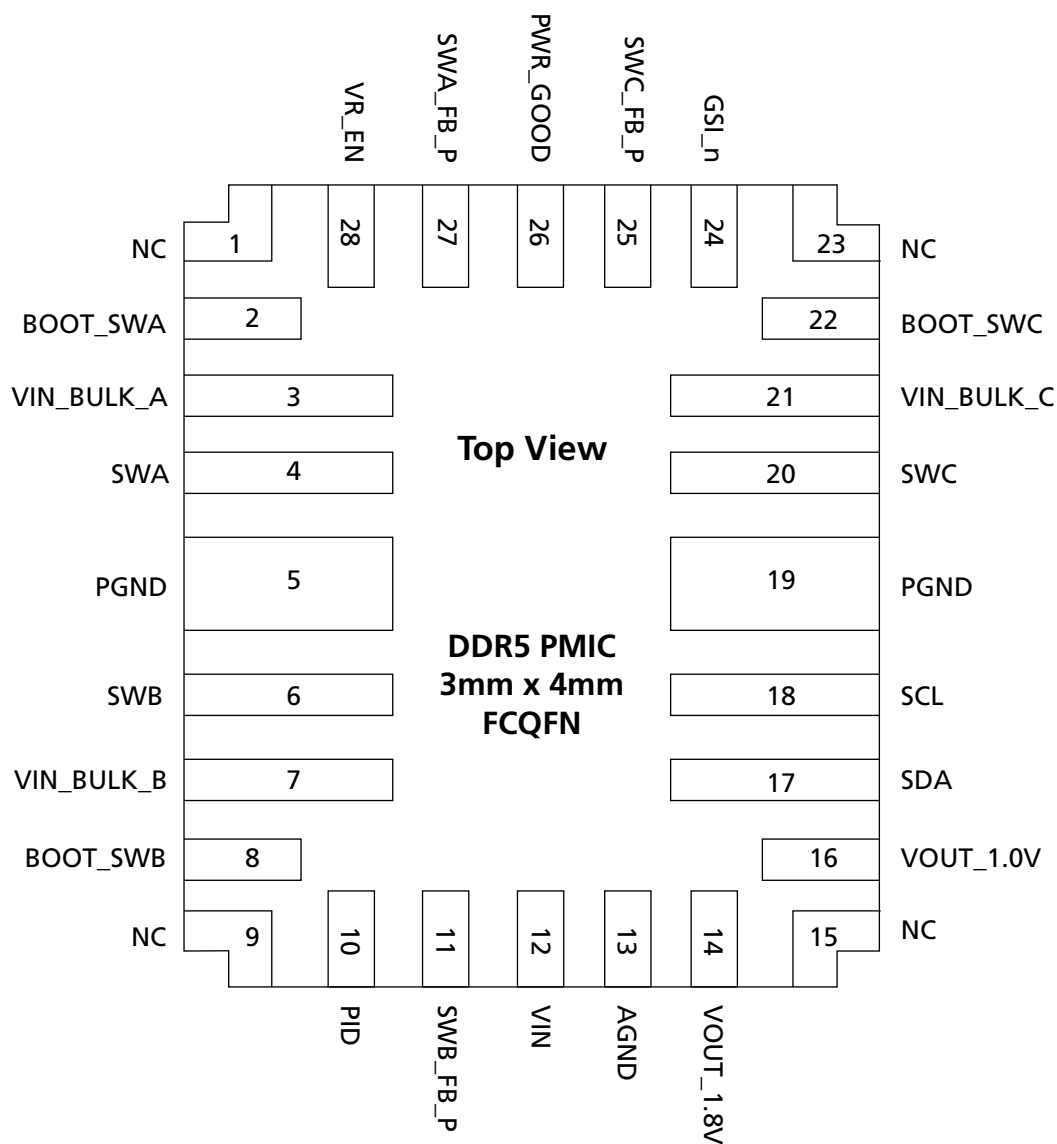 VR_EN
SWA_FB_P
PWR_GOOD
SWC_FB_P
GSI_n
28
27
26
25
24
NC
1
23
NC
BOOT_SWA
2
22
BOOT_SWC
VIN_BULK_A
3
21
VIN_BULK_C
Top View
SWA
4
20
SWC
PGND
5
19
PGND
DDR5 PMIC
3mm x 4mm
FCQFN
SWB
6
18
SCL
VIN_BULK_B
7
17
SDA
BOOT_SWB
8
16
VOUT_1.0V
NC
9
15
NC
10
11
12
13
14
PID
SWB_FB_P
VIN
AGND
VOUT_1.8V